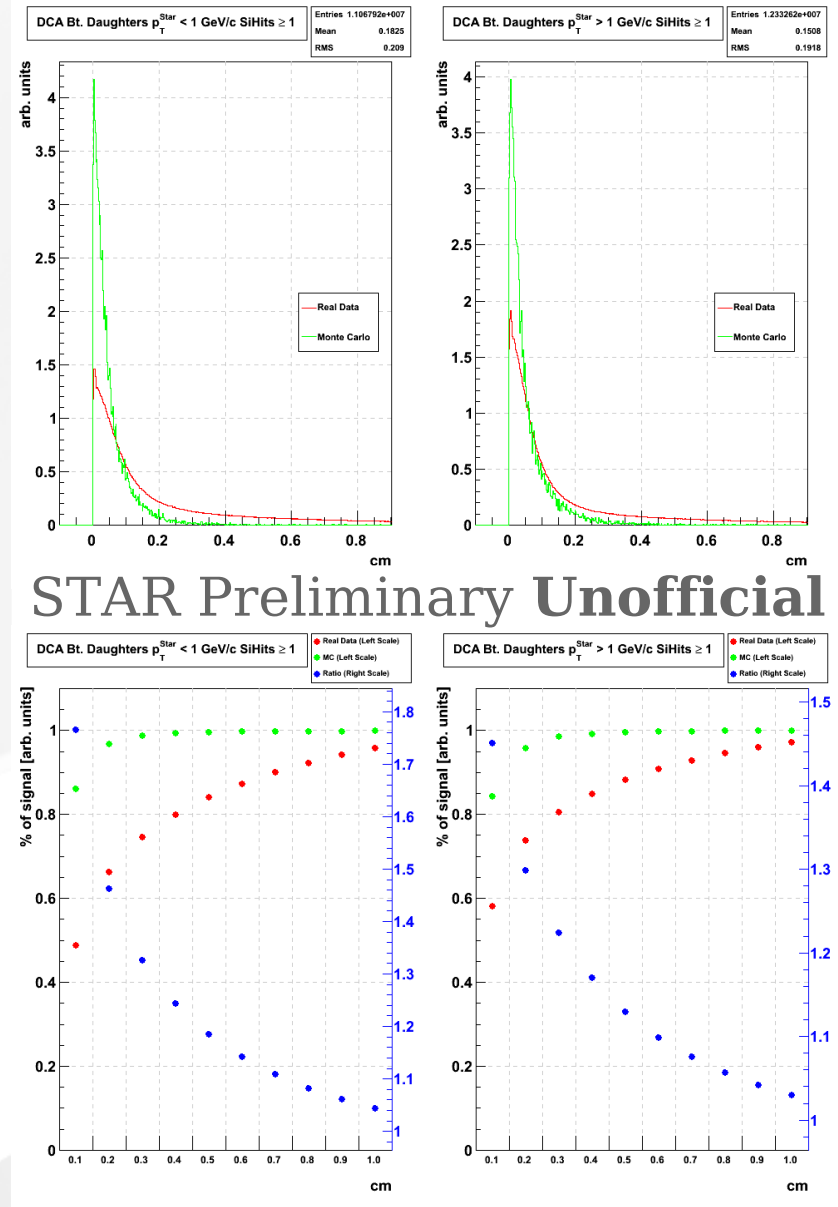 DCA Bt. Daughters p_T^Star < 1 GeV/c SiHits ≥ 1
Entries 1.106792e+007
Mean 0.1825
RMS 0.209
arb. units
4
3.5
3
2.5
2
1.5
1
0.5
0
Real Data
Monte Carlo
0 0.2 0.4 0.6 0.8
cm
DCA Bt. Daughters p_T^Star > 1 GeV/c SiHits ≥ 1
Entries 1.233262e+007
Mean 0.1508
RMS 0.1918
arb. units
4
3.5
3
2.5
2
1.5
1
0.5
0
Real Data
Monte Carlo
0 0.2 0.4 0.6 0.8
cm
STAR Preliminary Unofficial
DCA Bt. Daughters p_T^Star < 1 GeV/c SiHits ≥ 1
Real Data (Left Scale)
MC (Left Scale)
Ratio (Right Scale)
% of signal [arb. units]
1
0.8
0.6
0.4
0.2
0
1.8
1.7
1.6
1.5
1.4
1.3
1.2
1.1
1
0.1 0.2 0.3 0.4 0.5 0.6 0.7 0.8 0.9 1.0
cm
DCA Bt. Daughters p_T^Star > 1 GeV/c SiHits ≥ 1
Real Data (Left Scale)
MC (Left Scale)
Ratio (Right Scale)
% of signal [arb. units]
1
0.8
0.6
0.4
0.2
0
1.5
1.4
1.3
1.2
1.1
1
0.1 0.2 0.3 0.4 0.5 0.6 0.7 0.8 0.9 1.0
cm